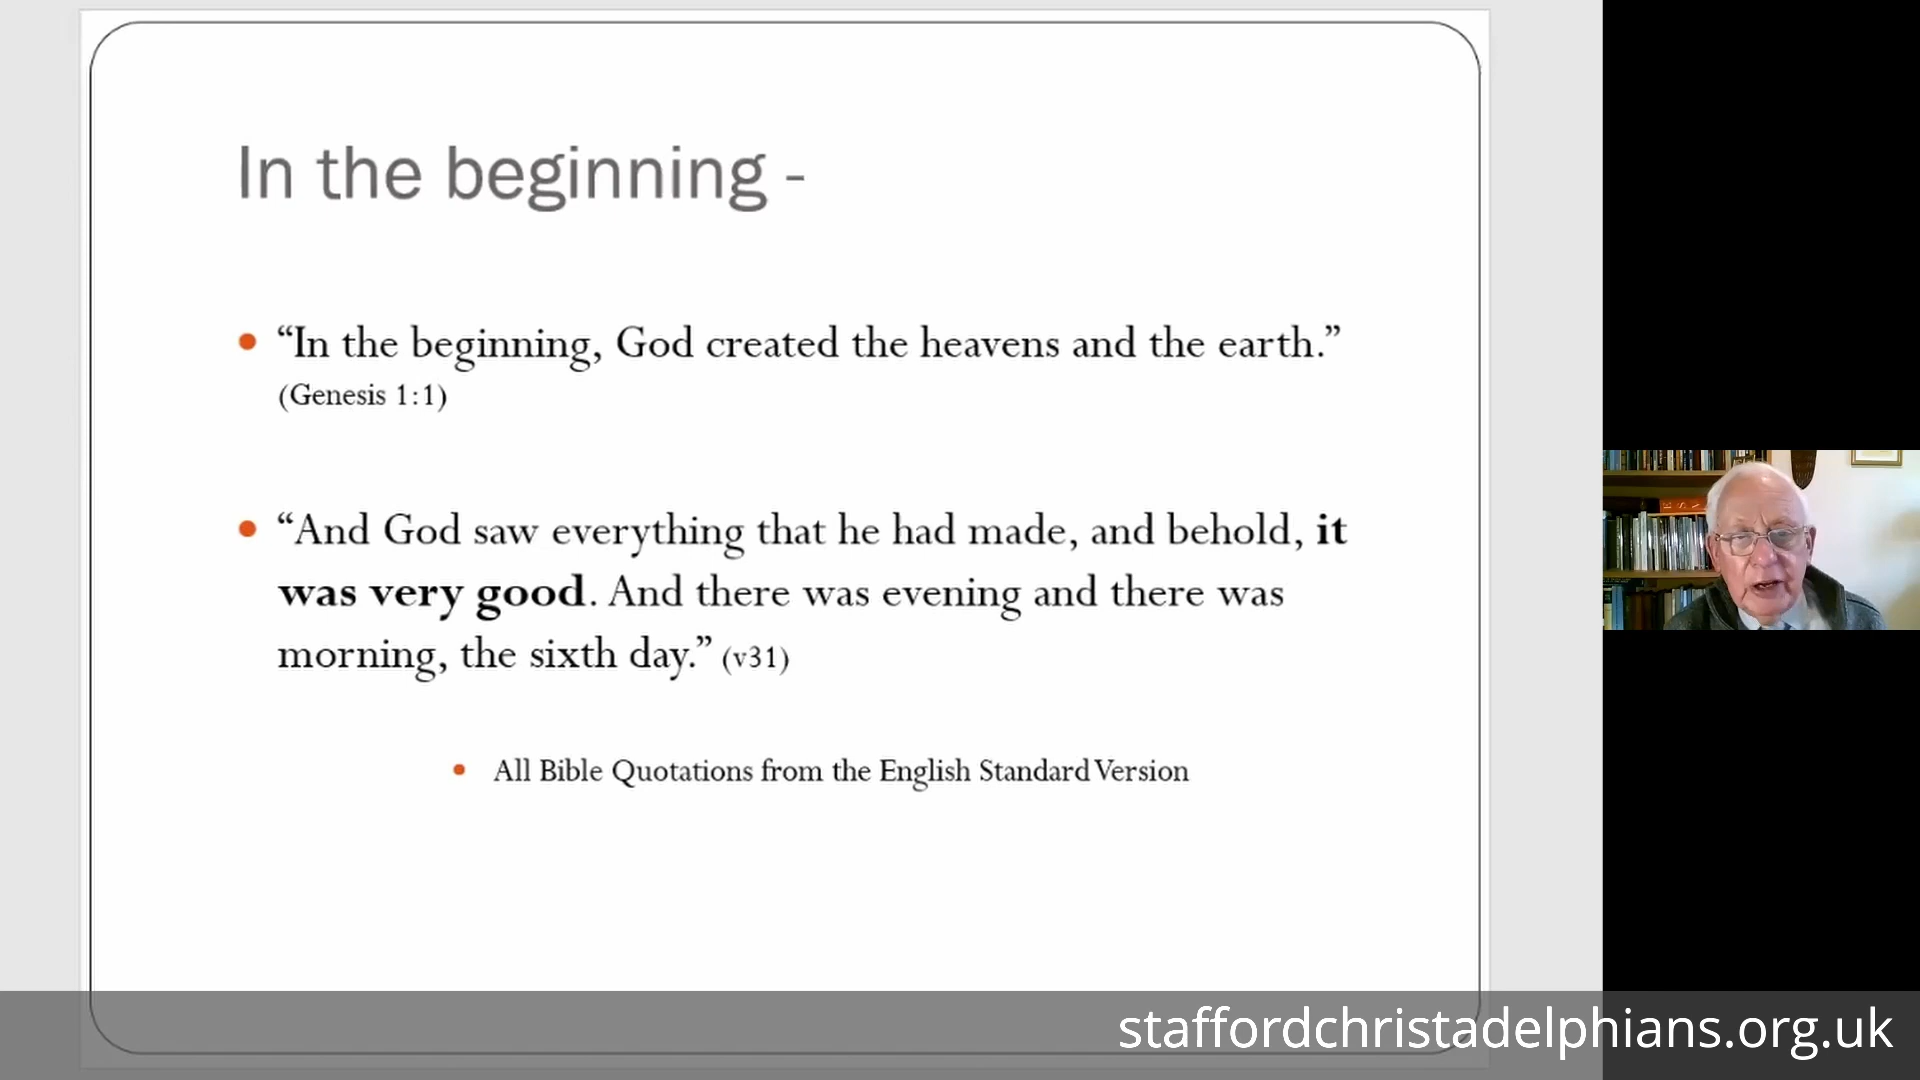 In the beginning -
• “In the beginning, God created the heavens and the earth.”
(Genesis 1:1)
• “And God saw everything that he had made, and behold, it
was very good. And there was evening and there was
morning, the sixth day.” (v31)
• All Bible Quotations from the English Standard Version
staffordchristadelphians.org.uk